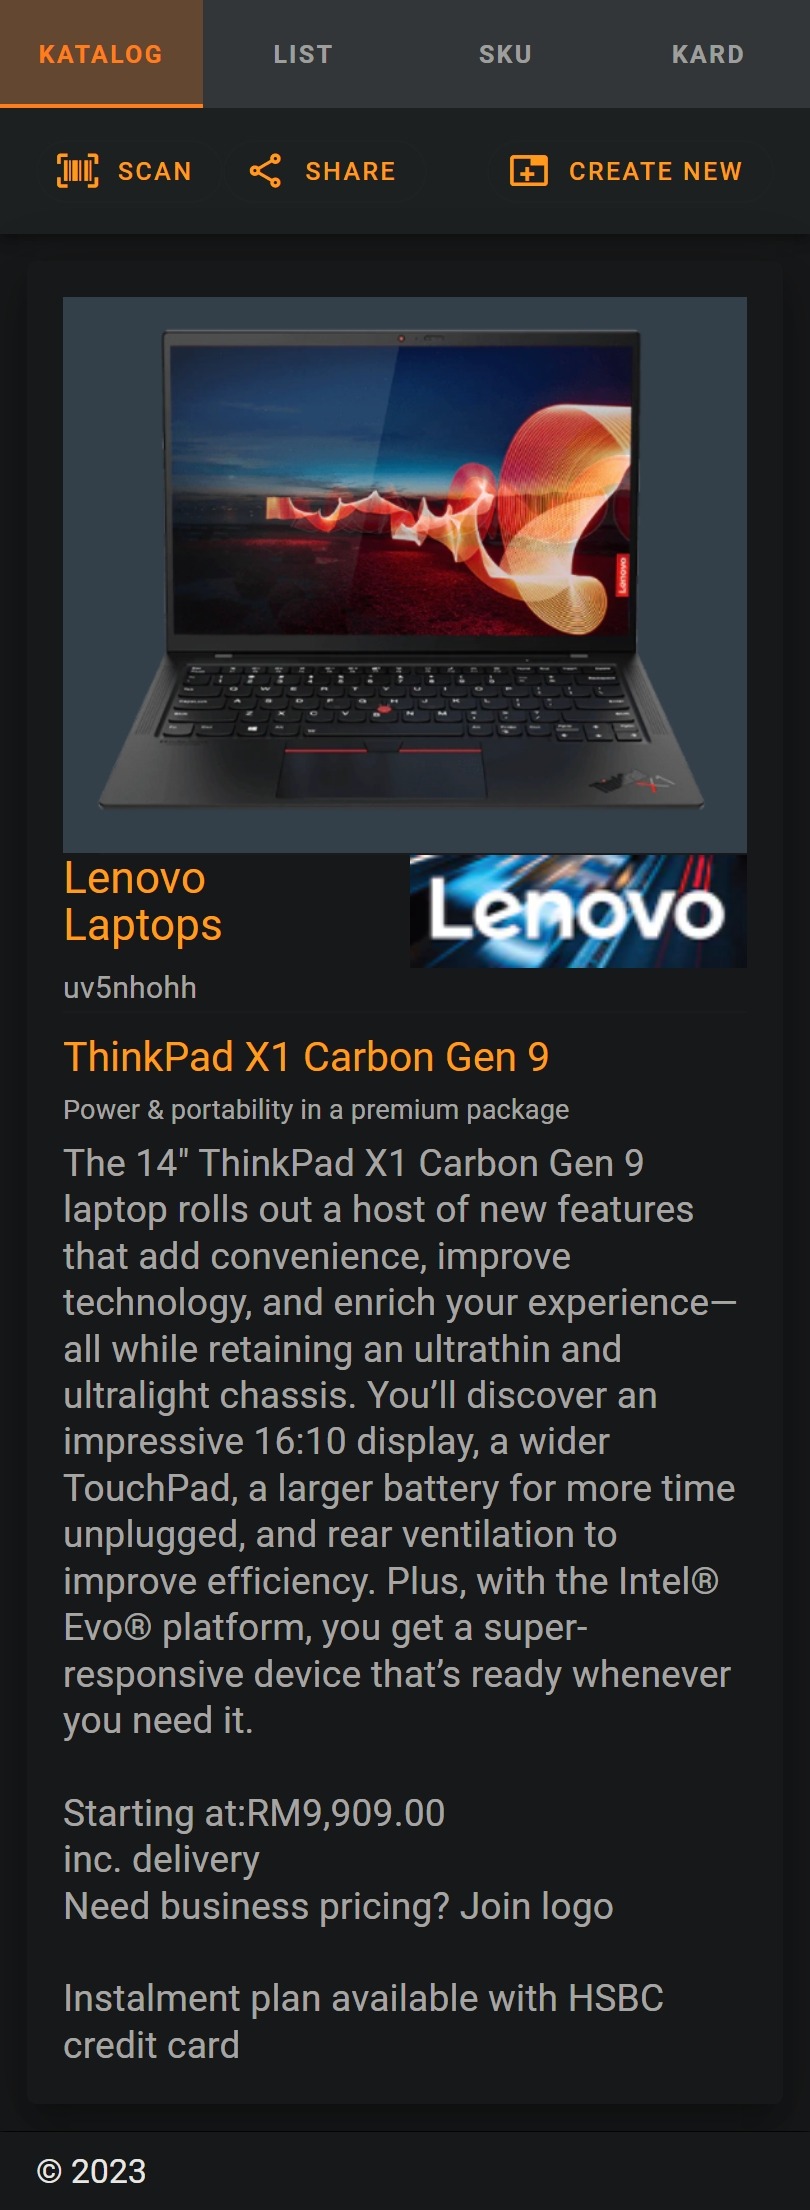 KATALOG LIST SKU KARD
SCAN SHARE CREATE NEW
Lenovo
Lenovo
Laptops
Lenovo
uv5nhohh
ThinkPad X1 Carbon Gen 9
Power & portability in a premium package
The 14" ThinkPad X1 Carbon Gen 9
laptop rolls out a host of new features
that add convenience, improve
technology, and enrich your experience—
all while retaining an ultrathin and
ultralight chassis. You’ll discover an
impressive 16:10 display, a wider
TouchPad, a larger battery for more time
unplugged, and rear ventilation to
improve efficiency. Plus, with the Intel®
Evo® platform, you get a super-
responsive device that’s ready whenever
you need it.
Starting at:RM9,909.00
inc. delivery
Need business pricing? Join logo
Instalment plan available with HSBC
credit card
© 2023